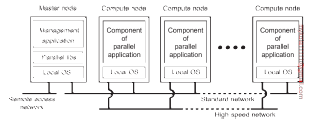 Master node
Compute node
Compute node
Compute node
Management
application
Parallel libs
Local OS
Component
of
parallel
application
Local OS
Component
of
parallel
application
Local OS
Component
of
parallel
application
Local OS
Remote access
network
Standard network
High speed network